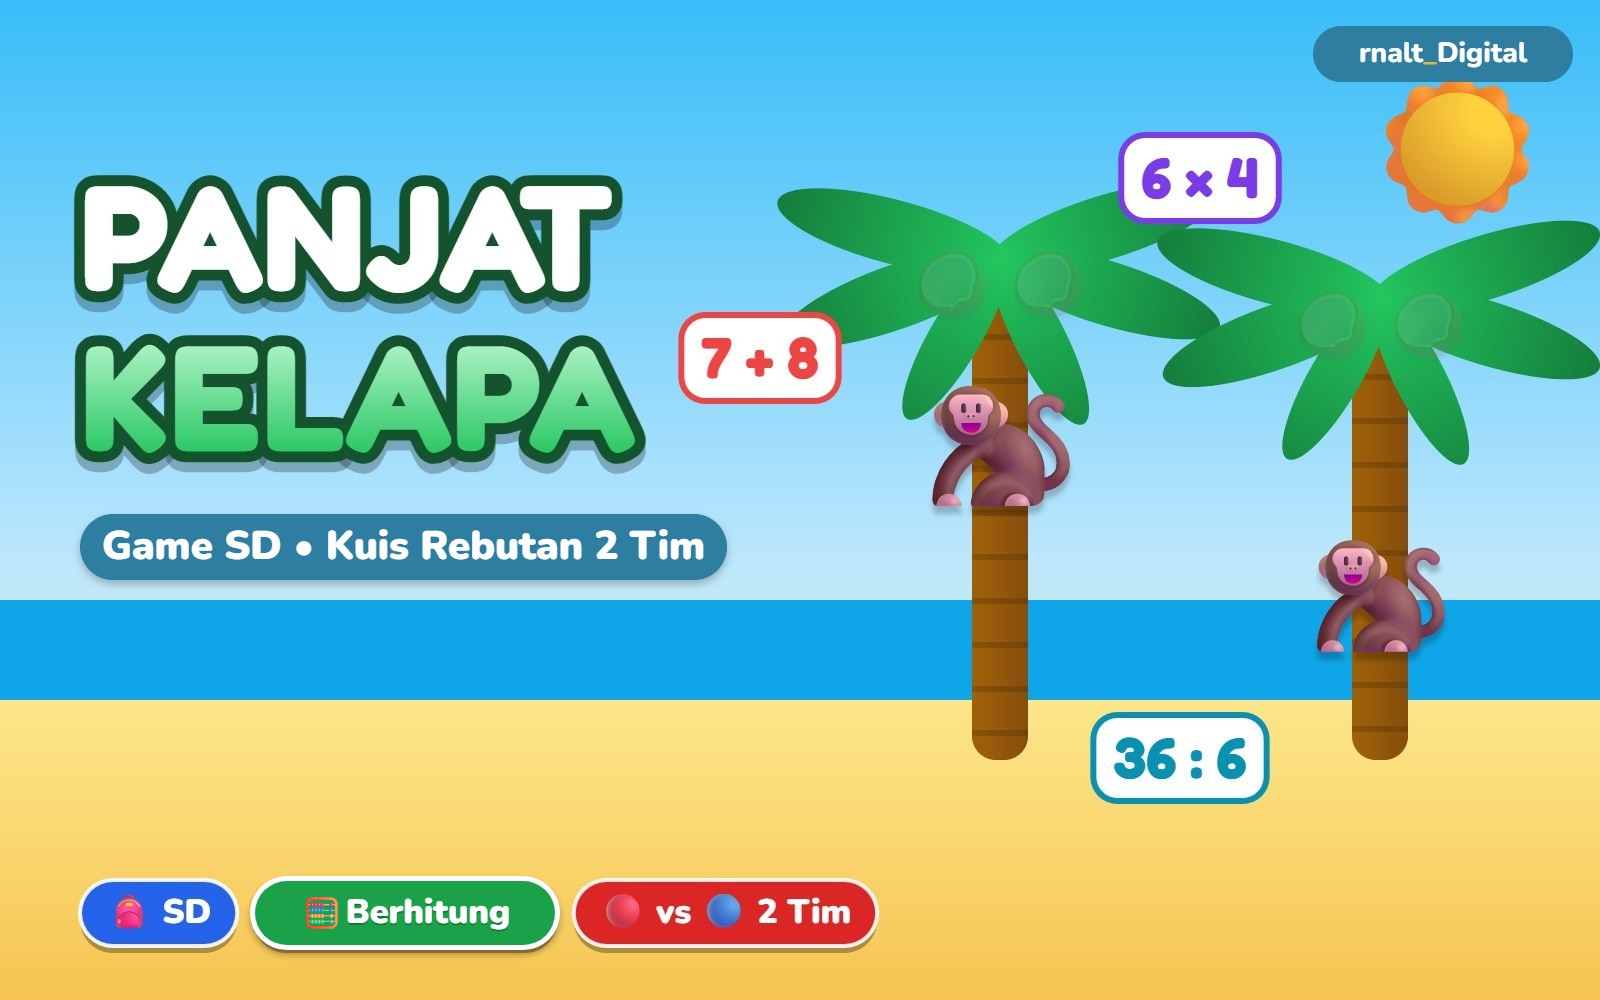 rnalt_Digital
PANJAT
KELAPA
6 × 4
7 + 8
Game SD • Kuis Rebutan 2 Tim
36 : 6
SD
Berhitung
vs 2 Tim